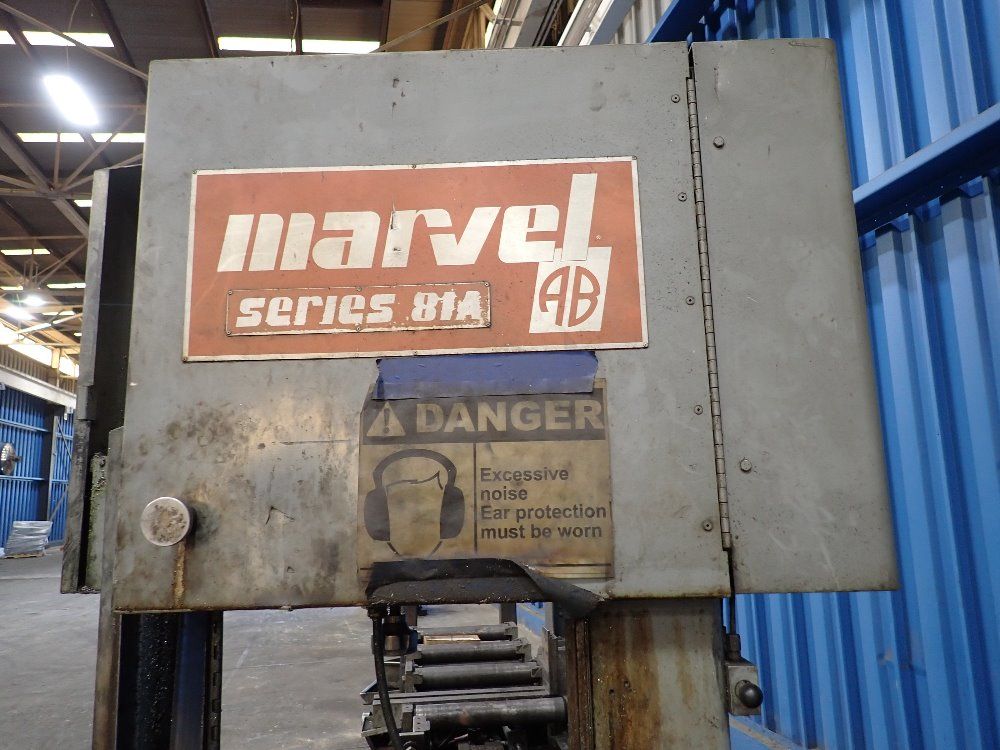 marvel
series 81A
AB
DANGER
Excessive
noise
Ear protection
must be worn